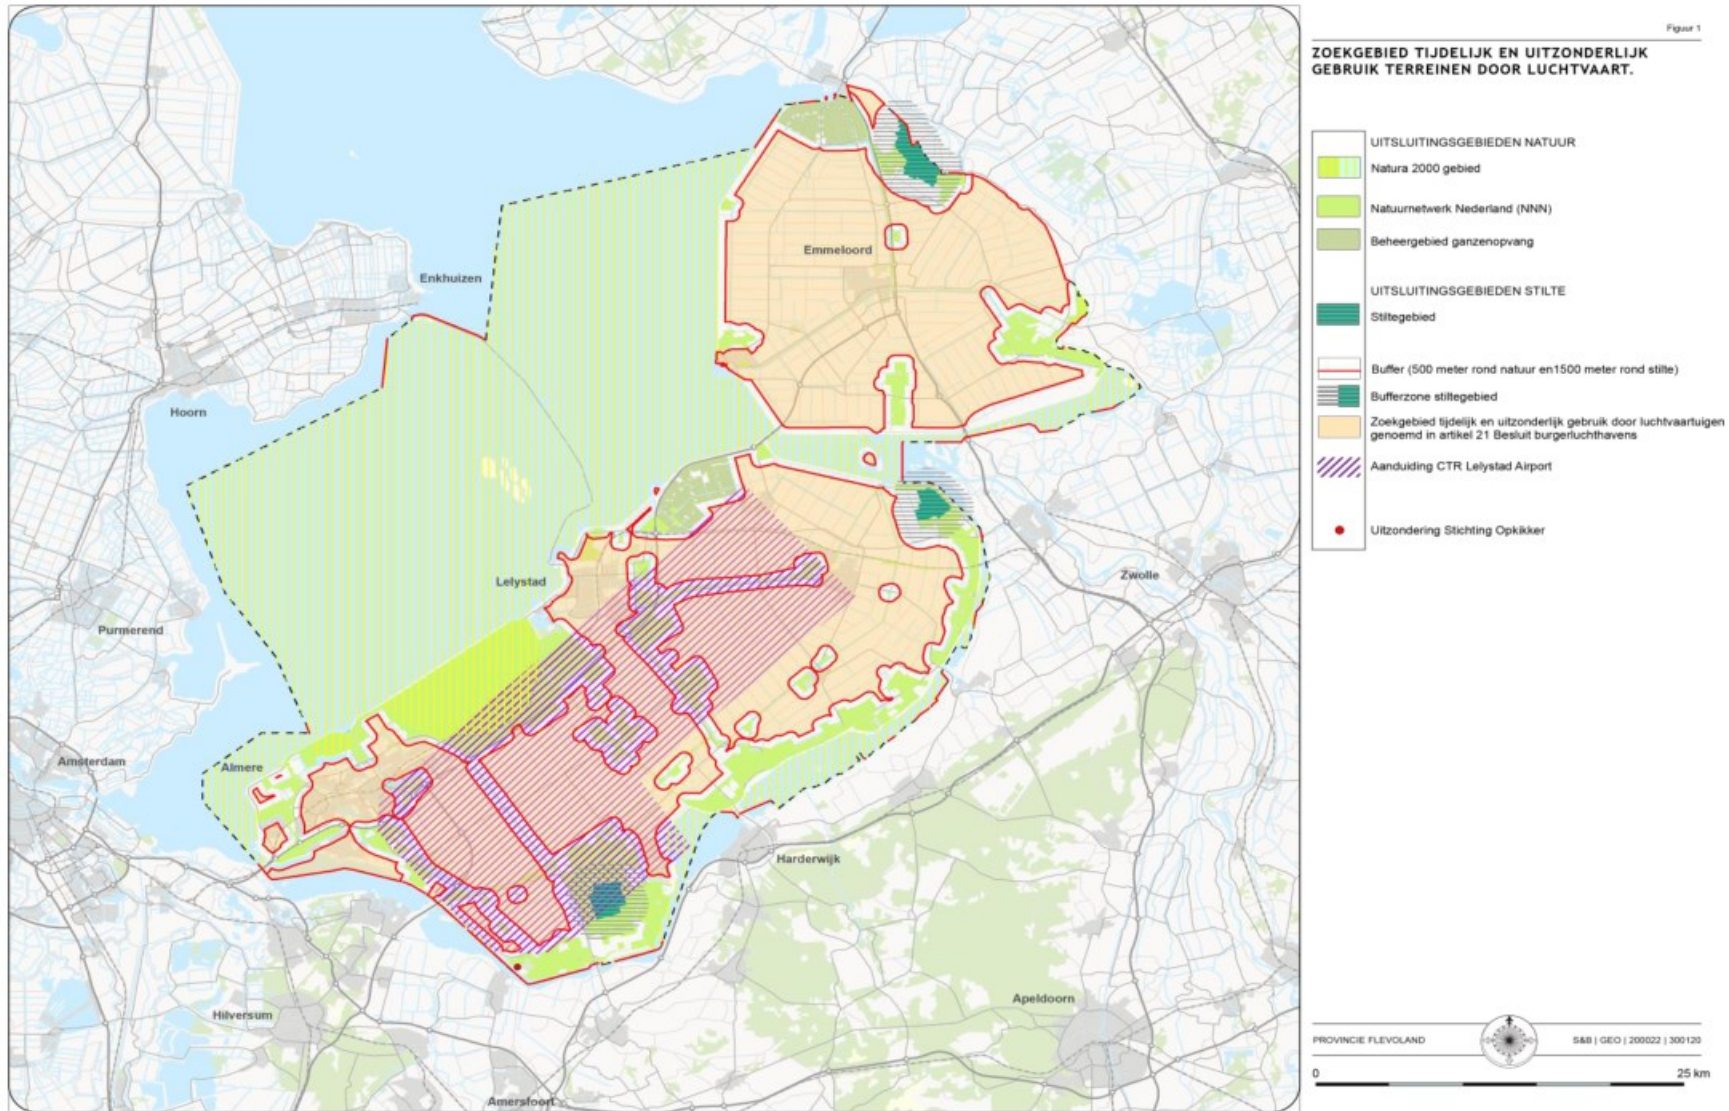 Figuur 1
ZOEKGEBIED TIJDELIJK EN UITZONDERLIJK
GEBRUIK TERREINEN DOOR LUCHTVAART.
UITSLUITINGSGEBIEDEN NATUUR
Natura 2000 gebied
Natuurnetwerk Nederland (NNN)
Beheergebied ganzenopvang
UITSLUITINGSGEBIEDEN STILTE
Stiltegebied
Buffer (500 meter rond natuur en1500 meter rond stilte)
Bufferzone stiltegebied
Zoekgebied tijdelijk en uitzonderlijk gebruik door luchtvaartuigen
genoemd in artikel 21 Besluit burgerluchthavens
Aanduiding CTR Lelystad Airport
Uitzondering Stichting Opkikker
Emmeloord
Enkhuizen
Hoorn
Lelystad
Zwolle
Purmerend
Amsterdam
Almere
Harderwijk
Apeldoorn
Hilversum
Amersfoort
PROVINCIE FLEVOLAND
S&B | GEO | 200022 | 300120
0
25 km